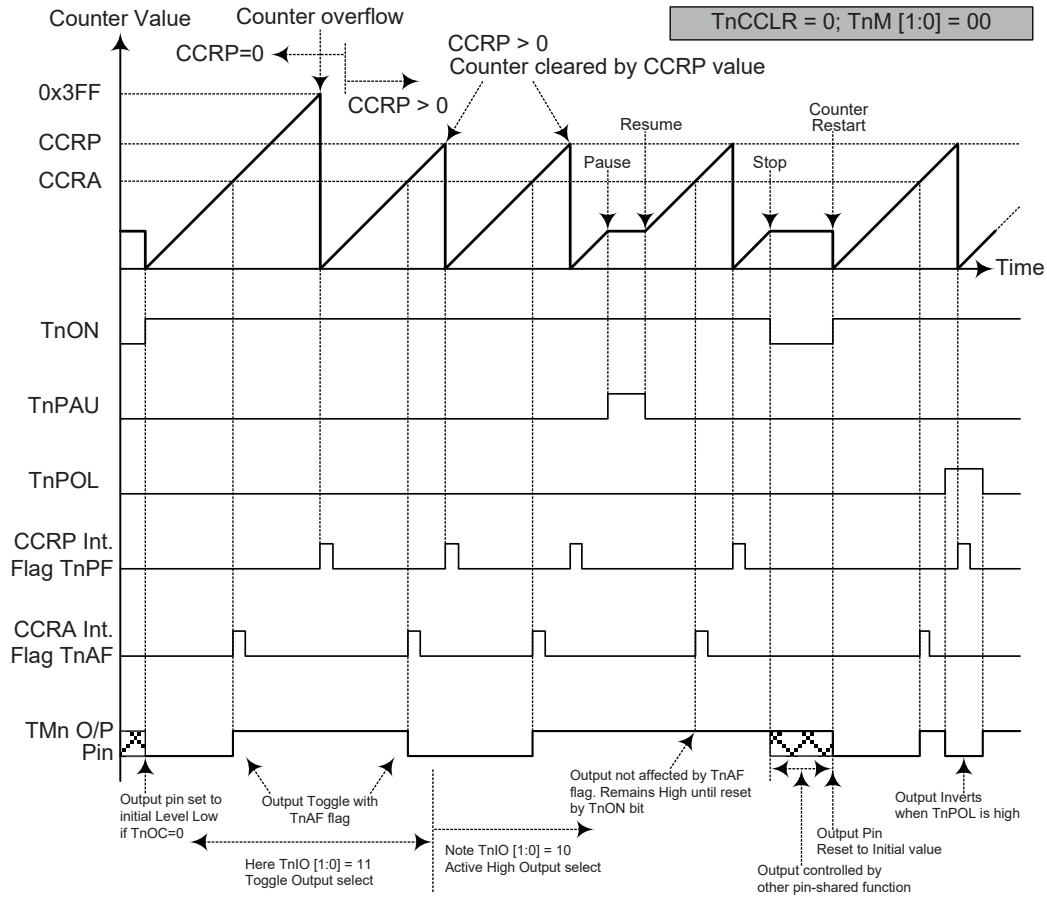 Counter Value
Counter overflow
TnCCLR = 0; TnM [1:0] = 00
CCRP=0
CCRP > 0
CCRP > 0
Counter cleared by CCRP value
0x3FF
CCRP
CCRA
Pause
Resume
Stop
Counter
Restart
Time
TnON
TnPAU
TnPOL
CCRP Int.
Flag TnPF
CCRA Int.
Flag TnAF
TMn O/P
Pin
Output pin set to
initial Level Low
if TnOC=0
Output Toggle with
TnAF flag
Here TnIO [1:0] = 11
Toggle Output select
Note TnIO [1:0] = 10
Active High Output select
Output not affected by TnAF
flag. Remains High until reset
by TnON bit
Output controlled by
other pin-shared function
Output Pin
Reset to Initial value
Output Inverts
when TnPOL is high